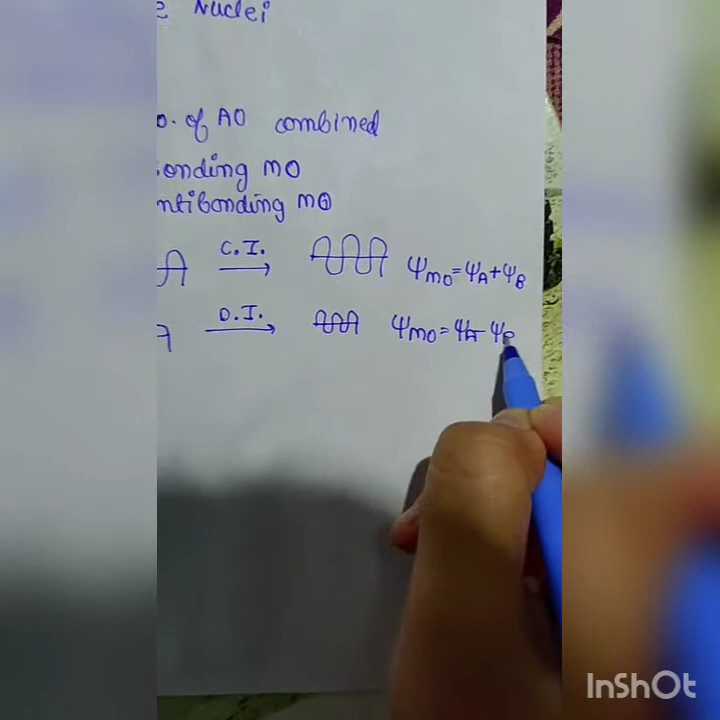 e Nuclei
o. of AO combined
onding MO
ntibonding MO
C.I. ΨMO=ΨA+ΨB
D.I. ΨMO=ΨA-ΨB
InShOt